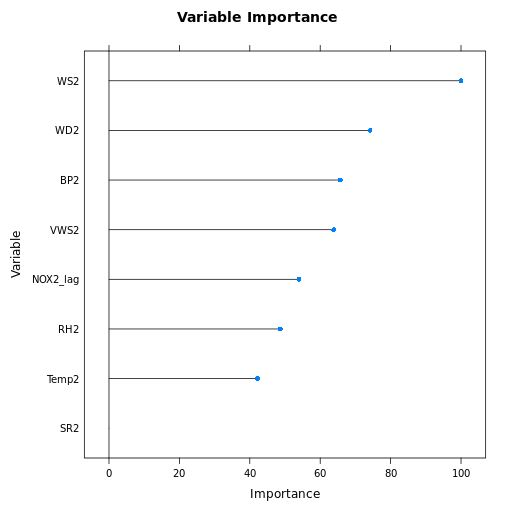 Variable Importance
Variable
WS2
WD2
BP2
VWS2
NOX2_lag
RH2
Temp2
SR2
0 20 40 60 80 100
Importance